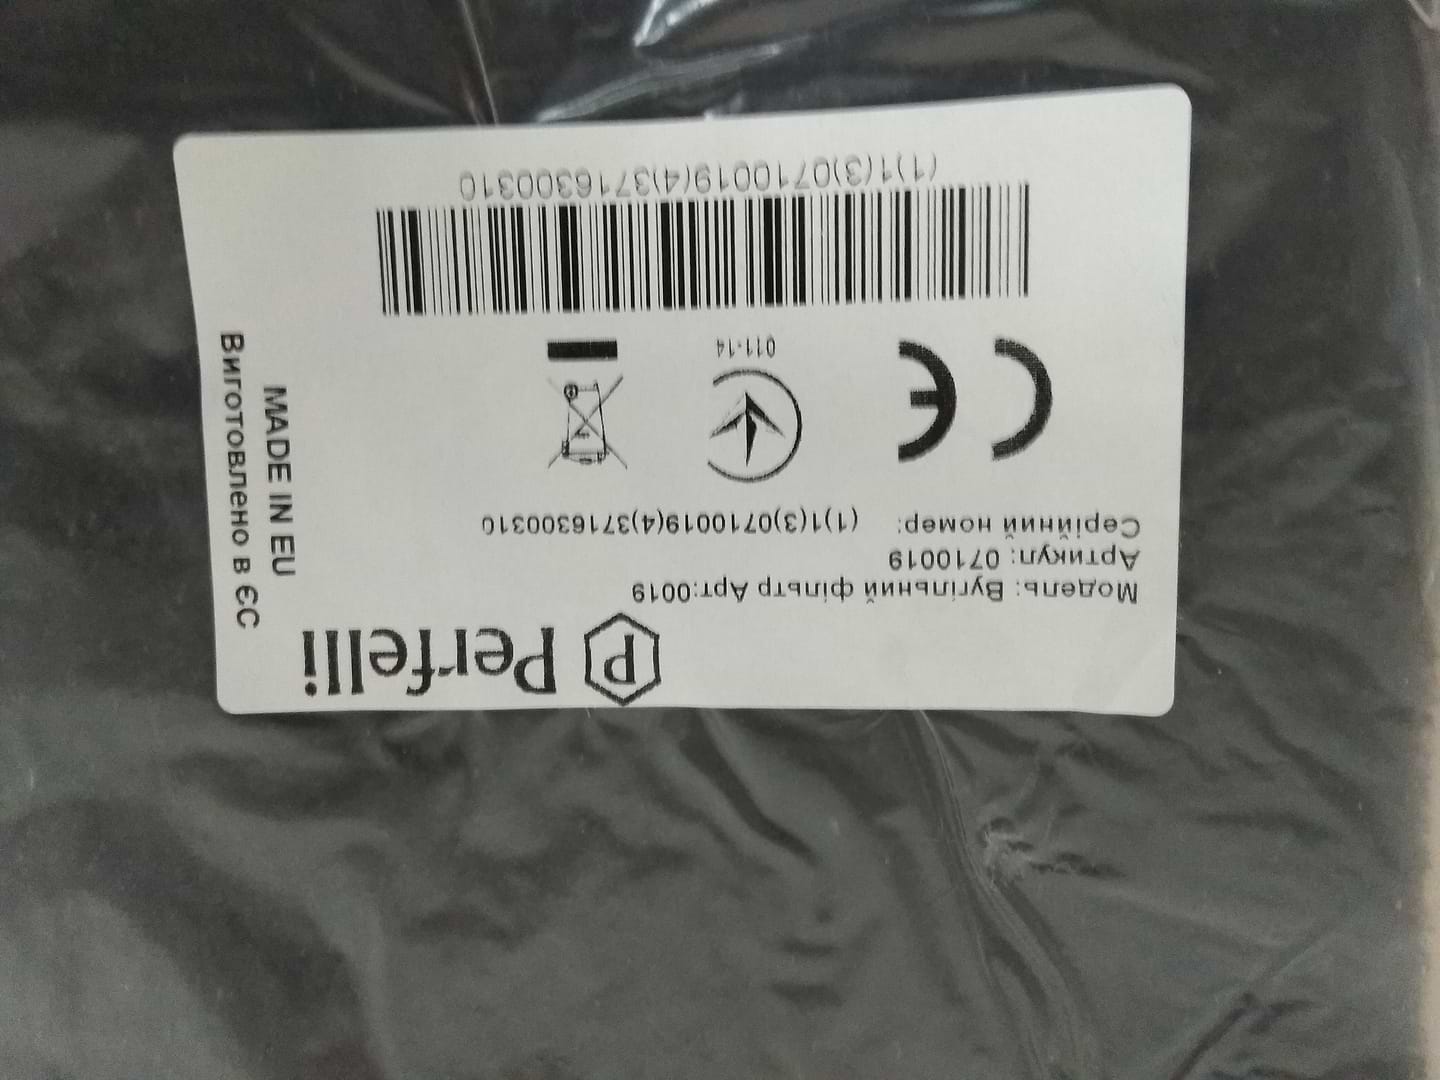 P Perfelli
Модель: Вугільний фільтр Арт:0019
Артикул: 0710019
Серійний номер: (1)1(3)0710019(4)3716300310
CE
011-14
(1)1(3)0710019(4)3716300310
MADE IN EU
Виготовлено в ЄС